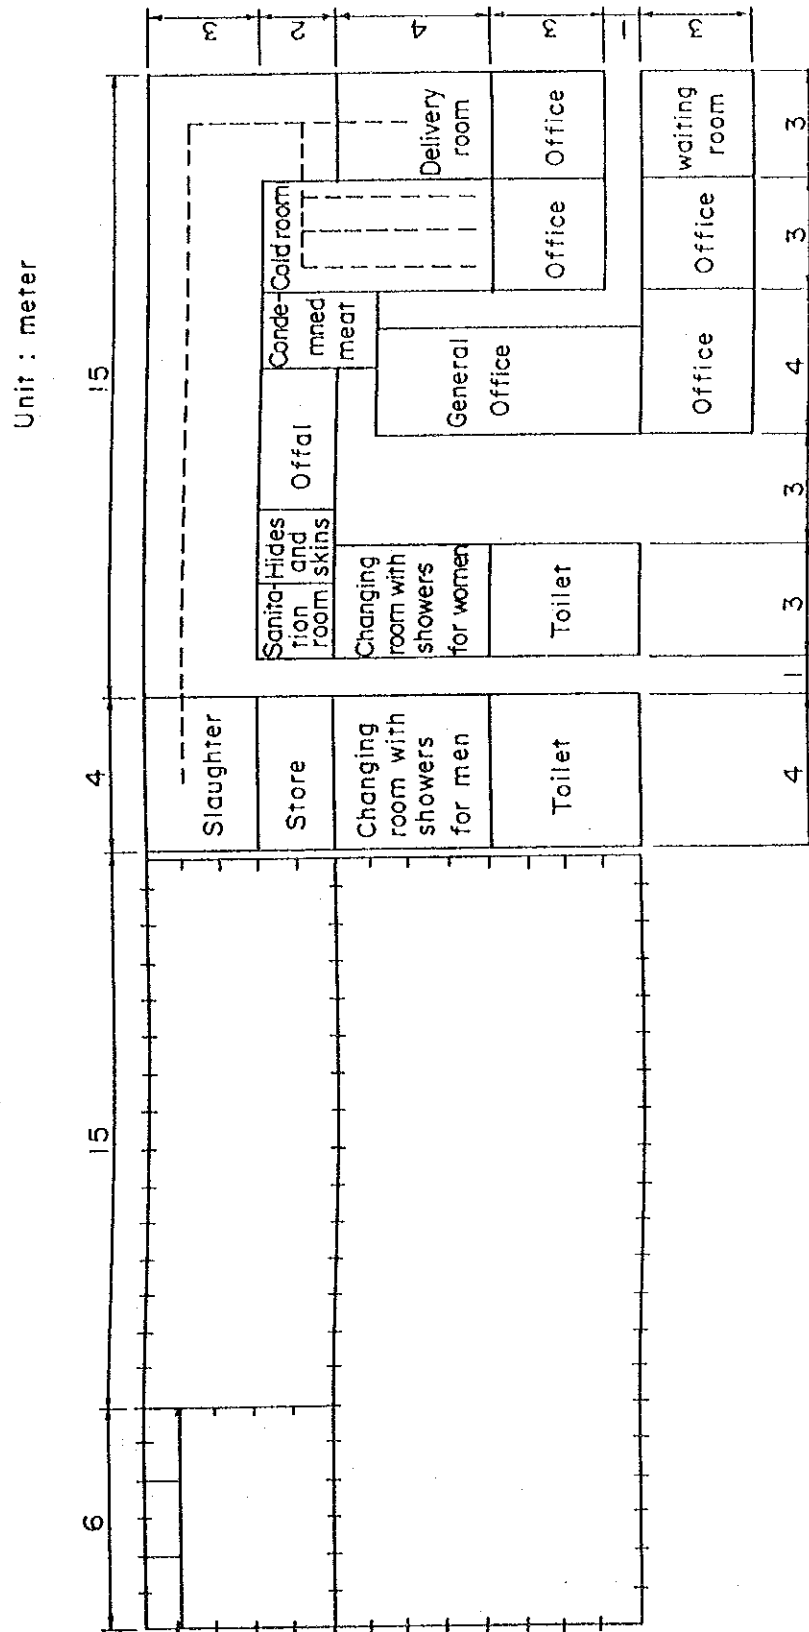 Unit : meter
6
15
4
15
3
2
4
3
1
3
Slaughter
Store
Changing
room with
showers
for men
Toilet
Sanita-
tion
room
Hides
and
skins
Changing
room with
showers
for women
Toilet
Offal
Conde-
mned
meat
General
Office
Cold room
Delivery
room
Office
Office
Office
Office
waiting
room
4
1
3
3
4
3
3